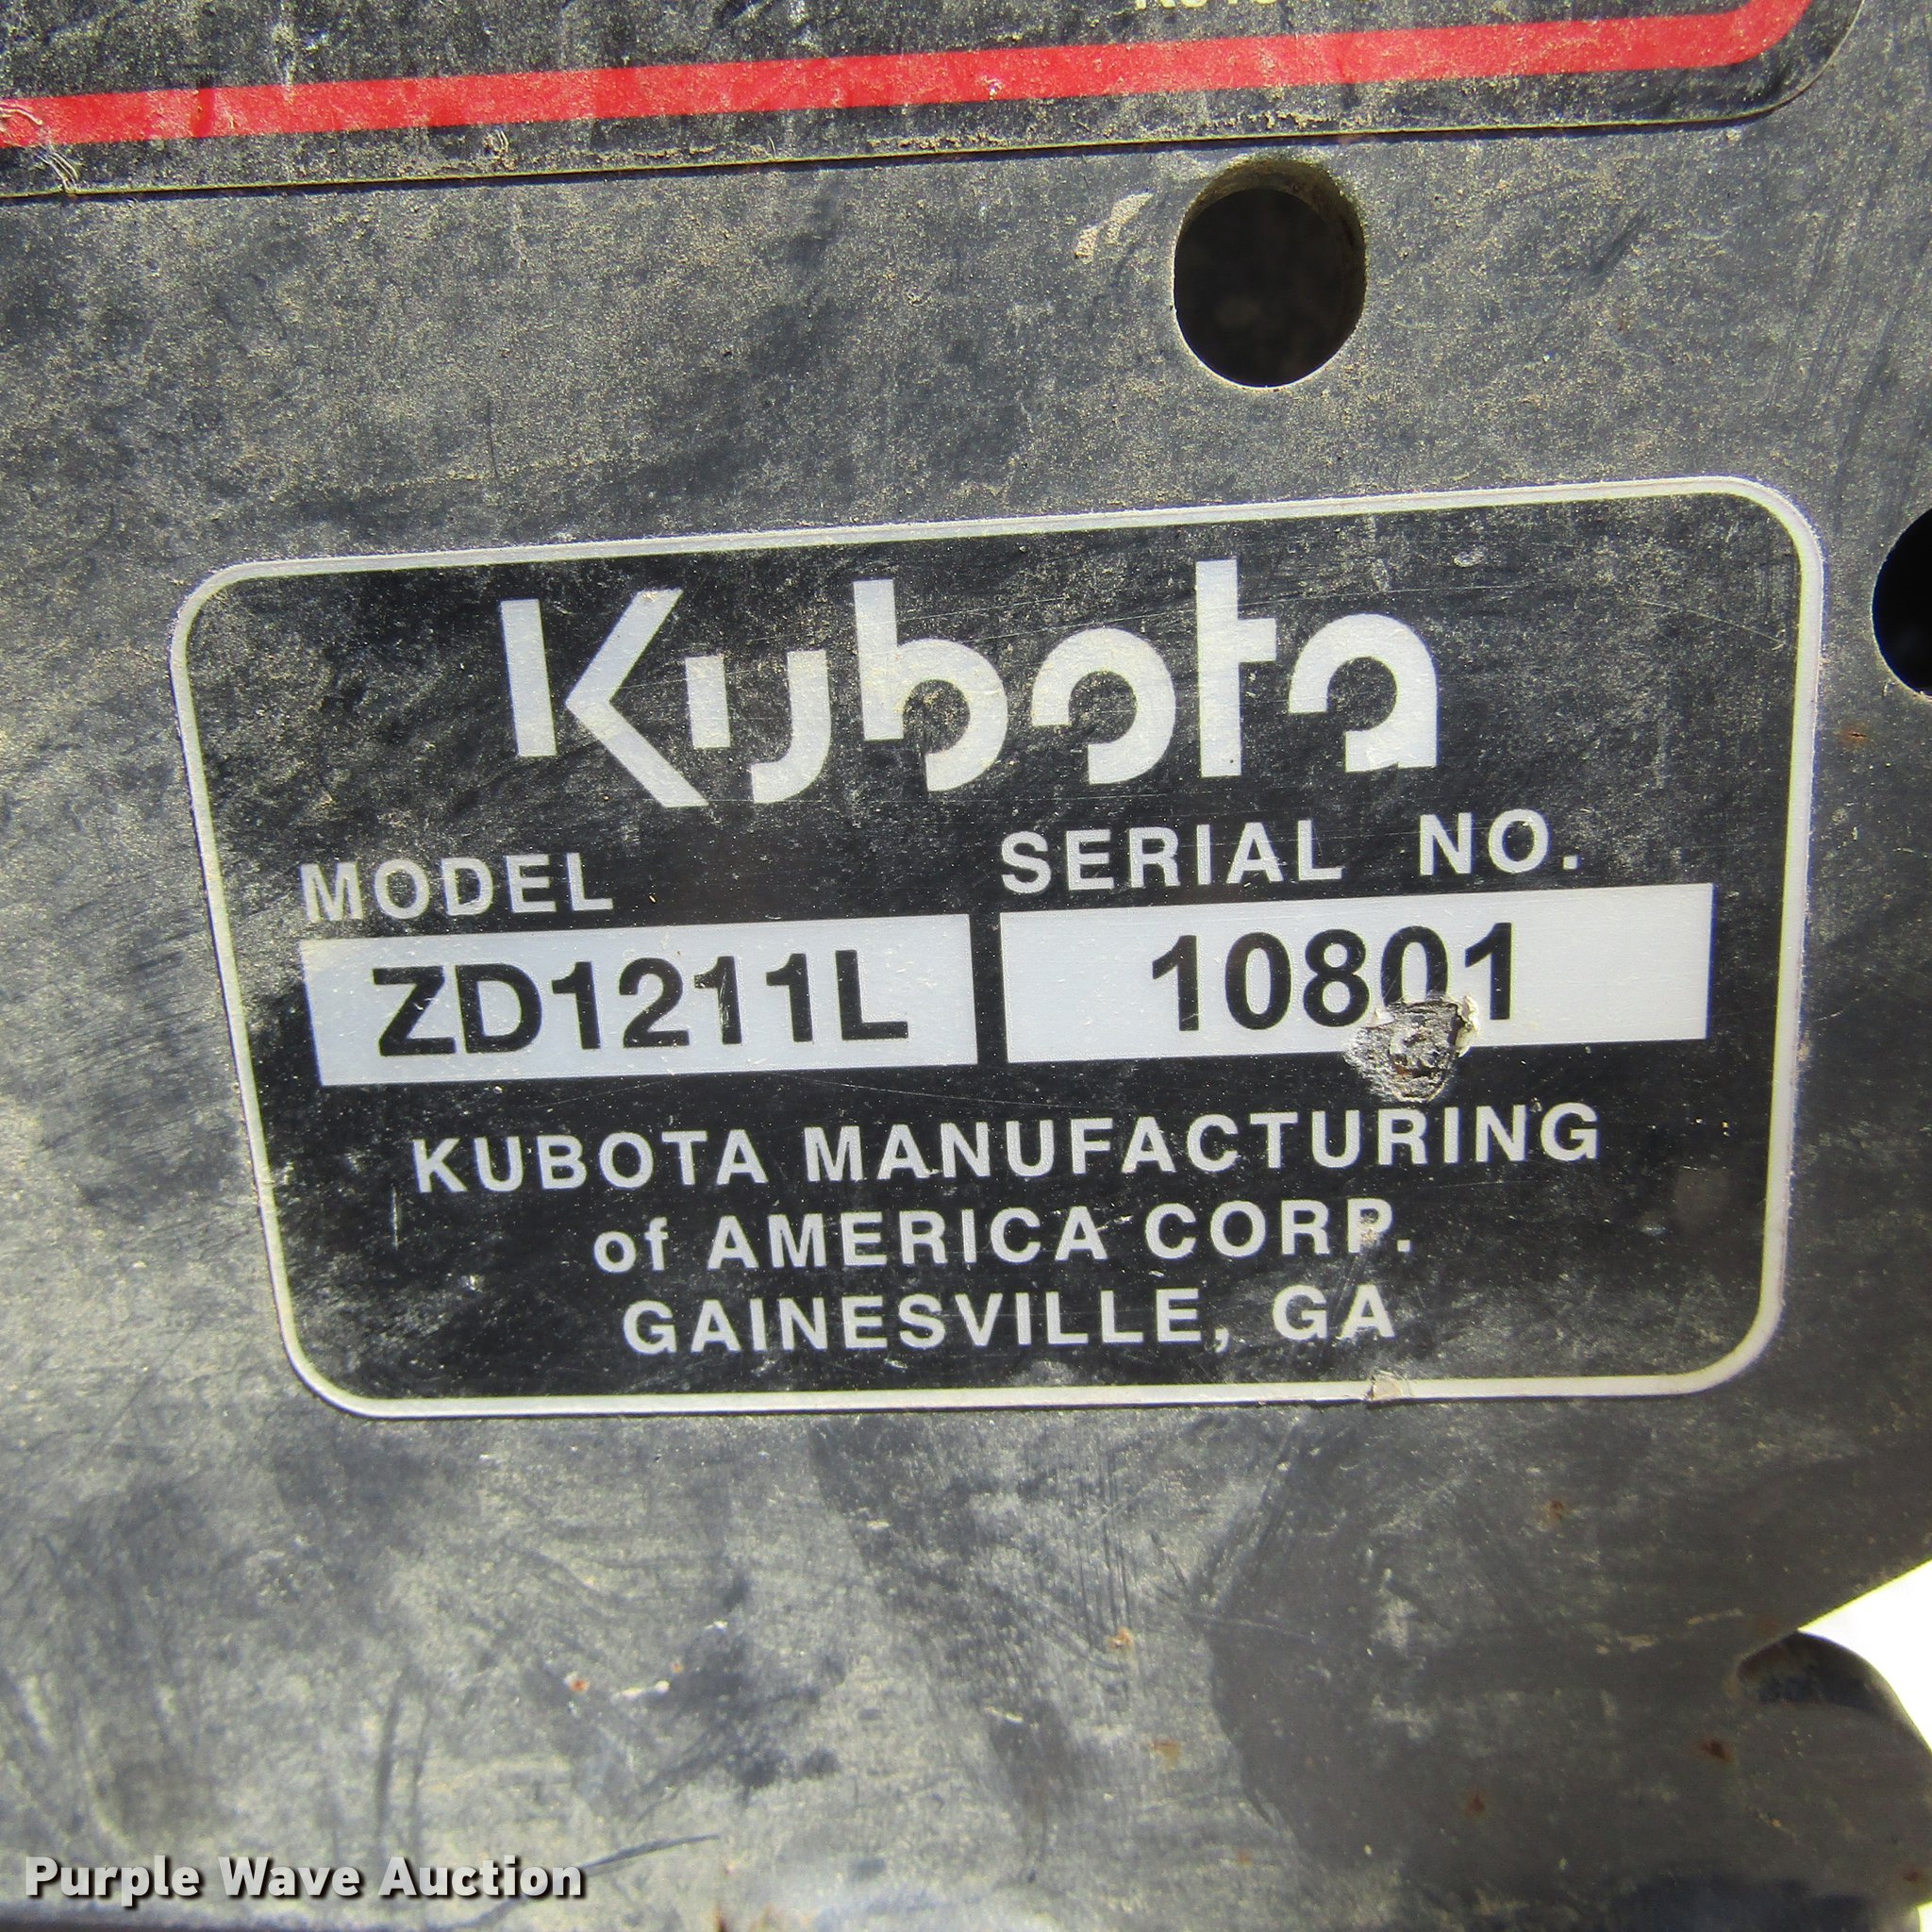 Kubota
MODEL SERIAL NO.
ZD1211L 10801
KUBOTA MANUFACTURING
of AMERICA CORP.
GAINESVILLE, GA
Purple Wave Auction